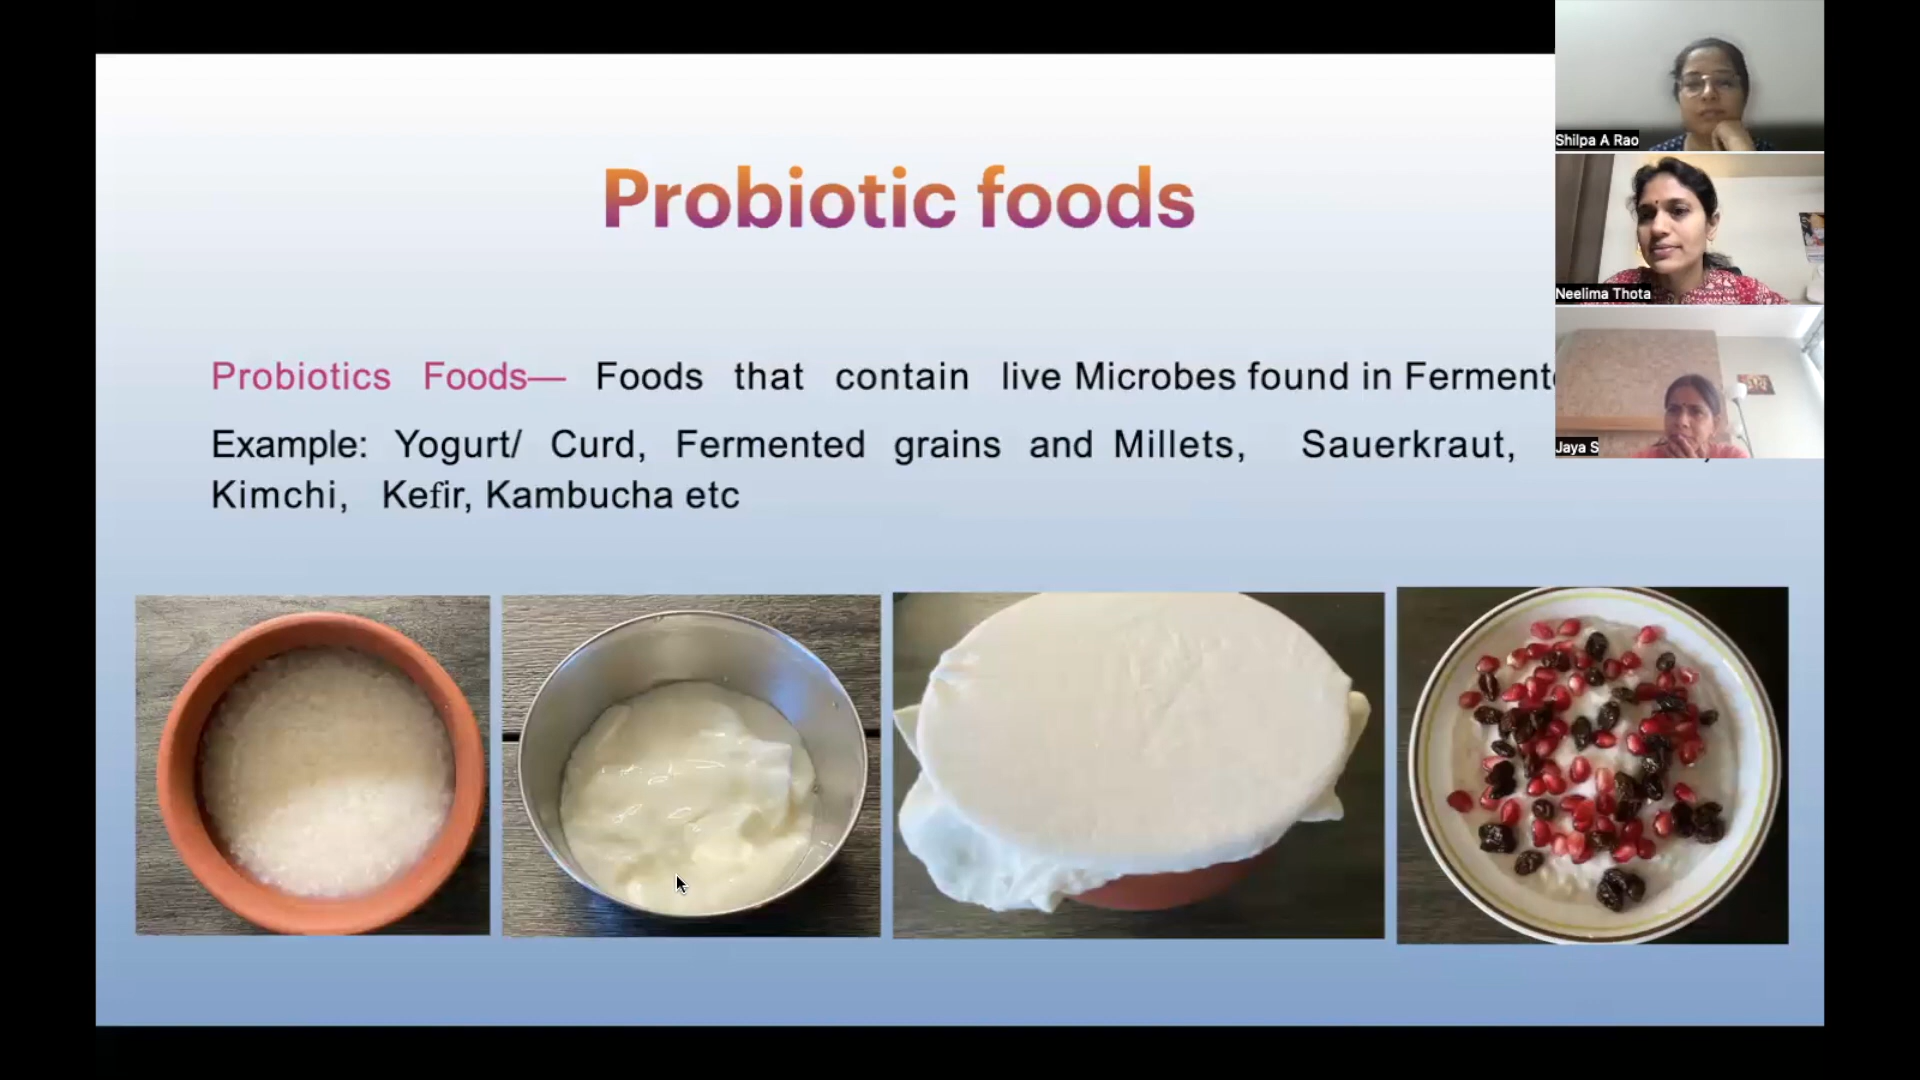 Probiotic foods
Probiotics Foods— Foods that contain live Microbes found in
Example: Yogurt/ Curd, Fermented grains and Millets, Sauerkraut,
Kimchi, Kefir, Kambucha etc
Shilpa A Rao
Neelima Thota
Jaya S